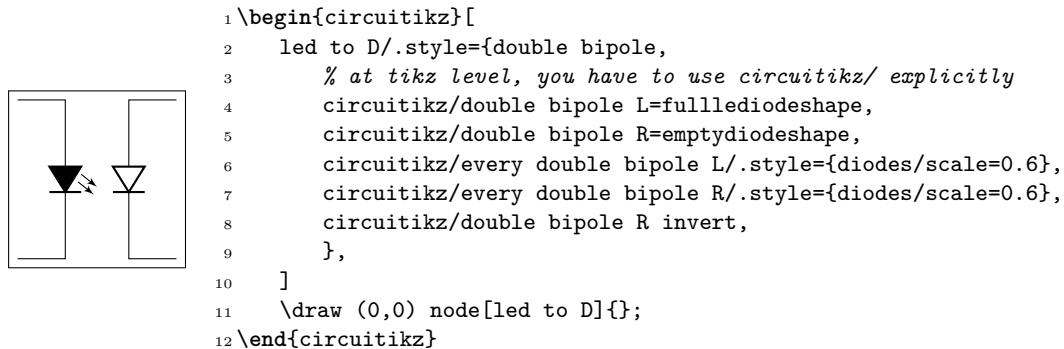 1 \begin{circuitikz}[
2 led to D/.style={double bipole,
3 % at tikz level, you have to use circuitikz/ explicitly
4 circuitikz/double bipole L=fulllediodeshape,
5 circuitikz/double bipole R=emptydiodeshape,
6 circuitikz/every double bipole L/.style={diodes/scale=0.6},
7 circuitikz/every double bipole R/.style={diodes/scale=0.6},
8 circuitikz/double bipole R invert,
9 },
10 ]
11 \draw (0,0) node[led to D]{};
12 \end{circuitikz}